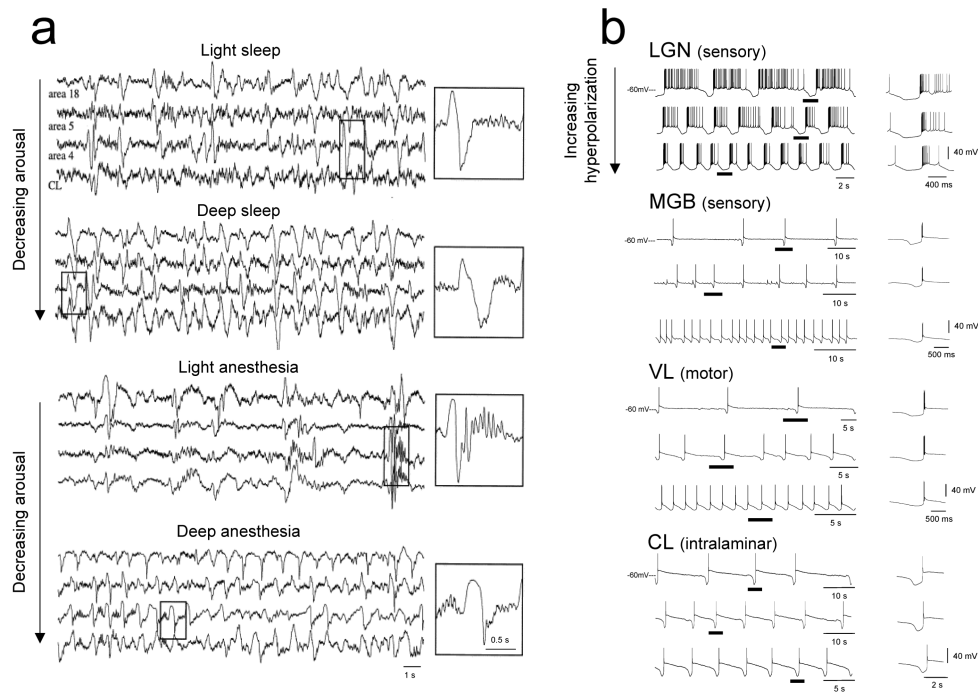 a
Light sleep
area 18
area 5
area 4
CL
Deep sleep
Decreasing arousal
Light anesthesia
Deep anesthesia
Decreasing arousal
0.5 s
1 s
b
Increasing
hyperpolarization
LGN (sensory)
-60mV---
40 mV
2 s
400 ms
MGB (sensory)
-60 mV---
10 s
10 s
40 mV
10 s
500 ms
VL (motor)
-60 mV---
5 s
5 s
40 mV
5 s
500 ms
CL (intralaminar)
-60mV---
10 s
10 s
40 mV
5 s
2 s